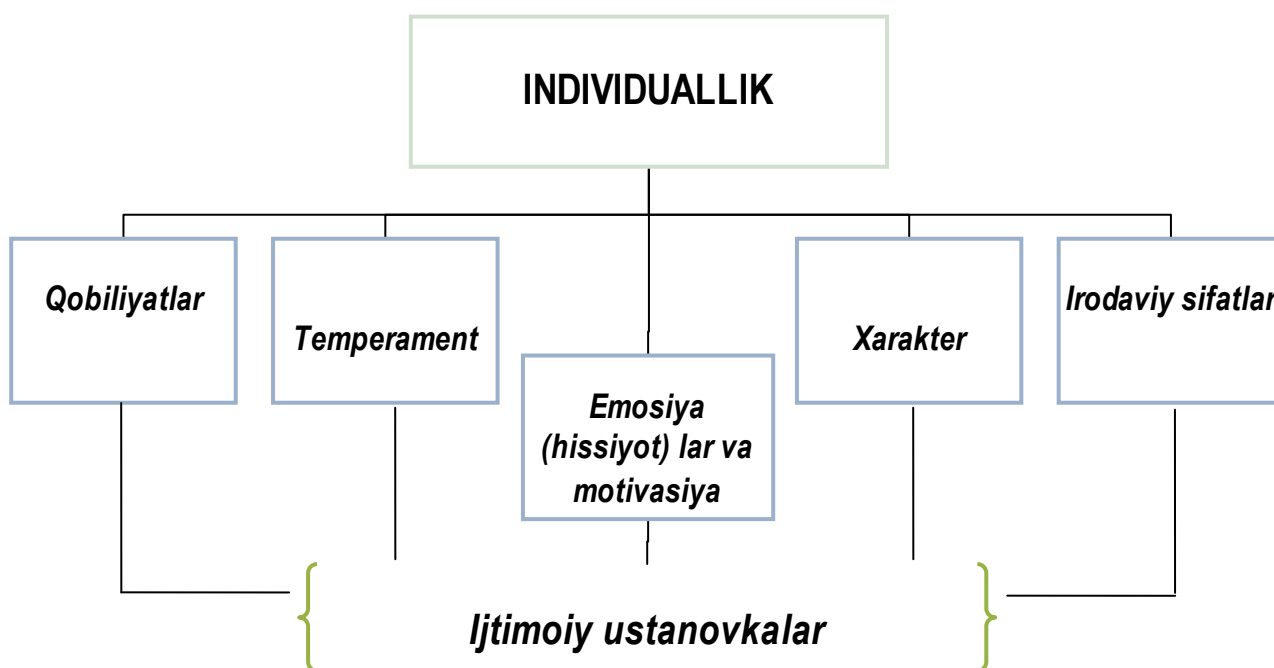 INDIVIDUALLIK
Qobiliyatlar
Temperament
Emosiya
(hissiyot) lar va
motivasiya
Xarakter
Irodaviy sifatlar
Ijtimoiy ustanovkalar